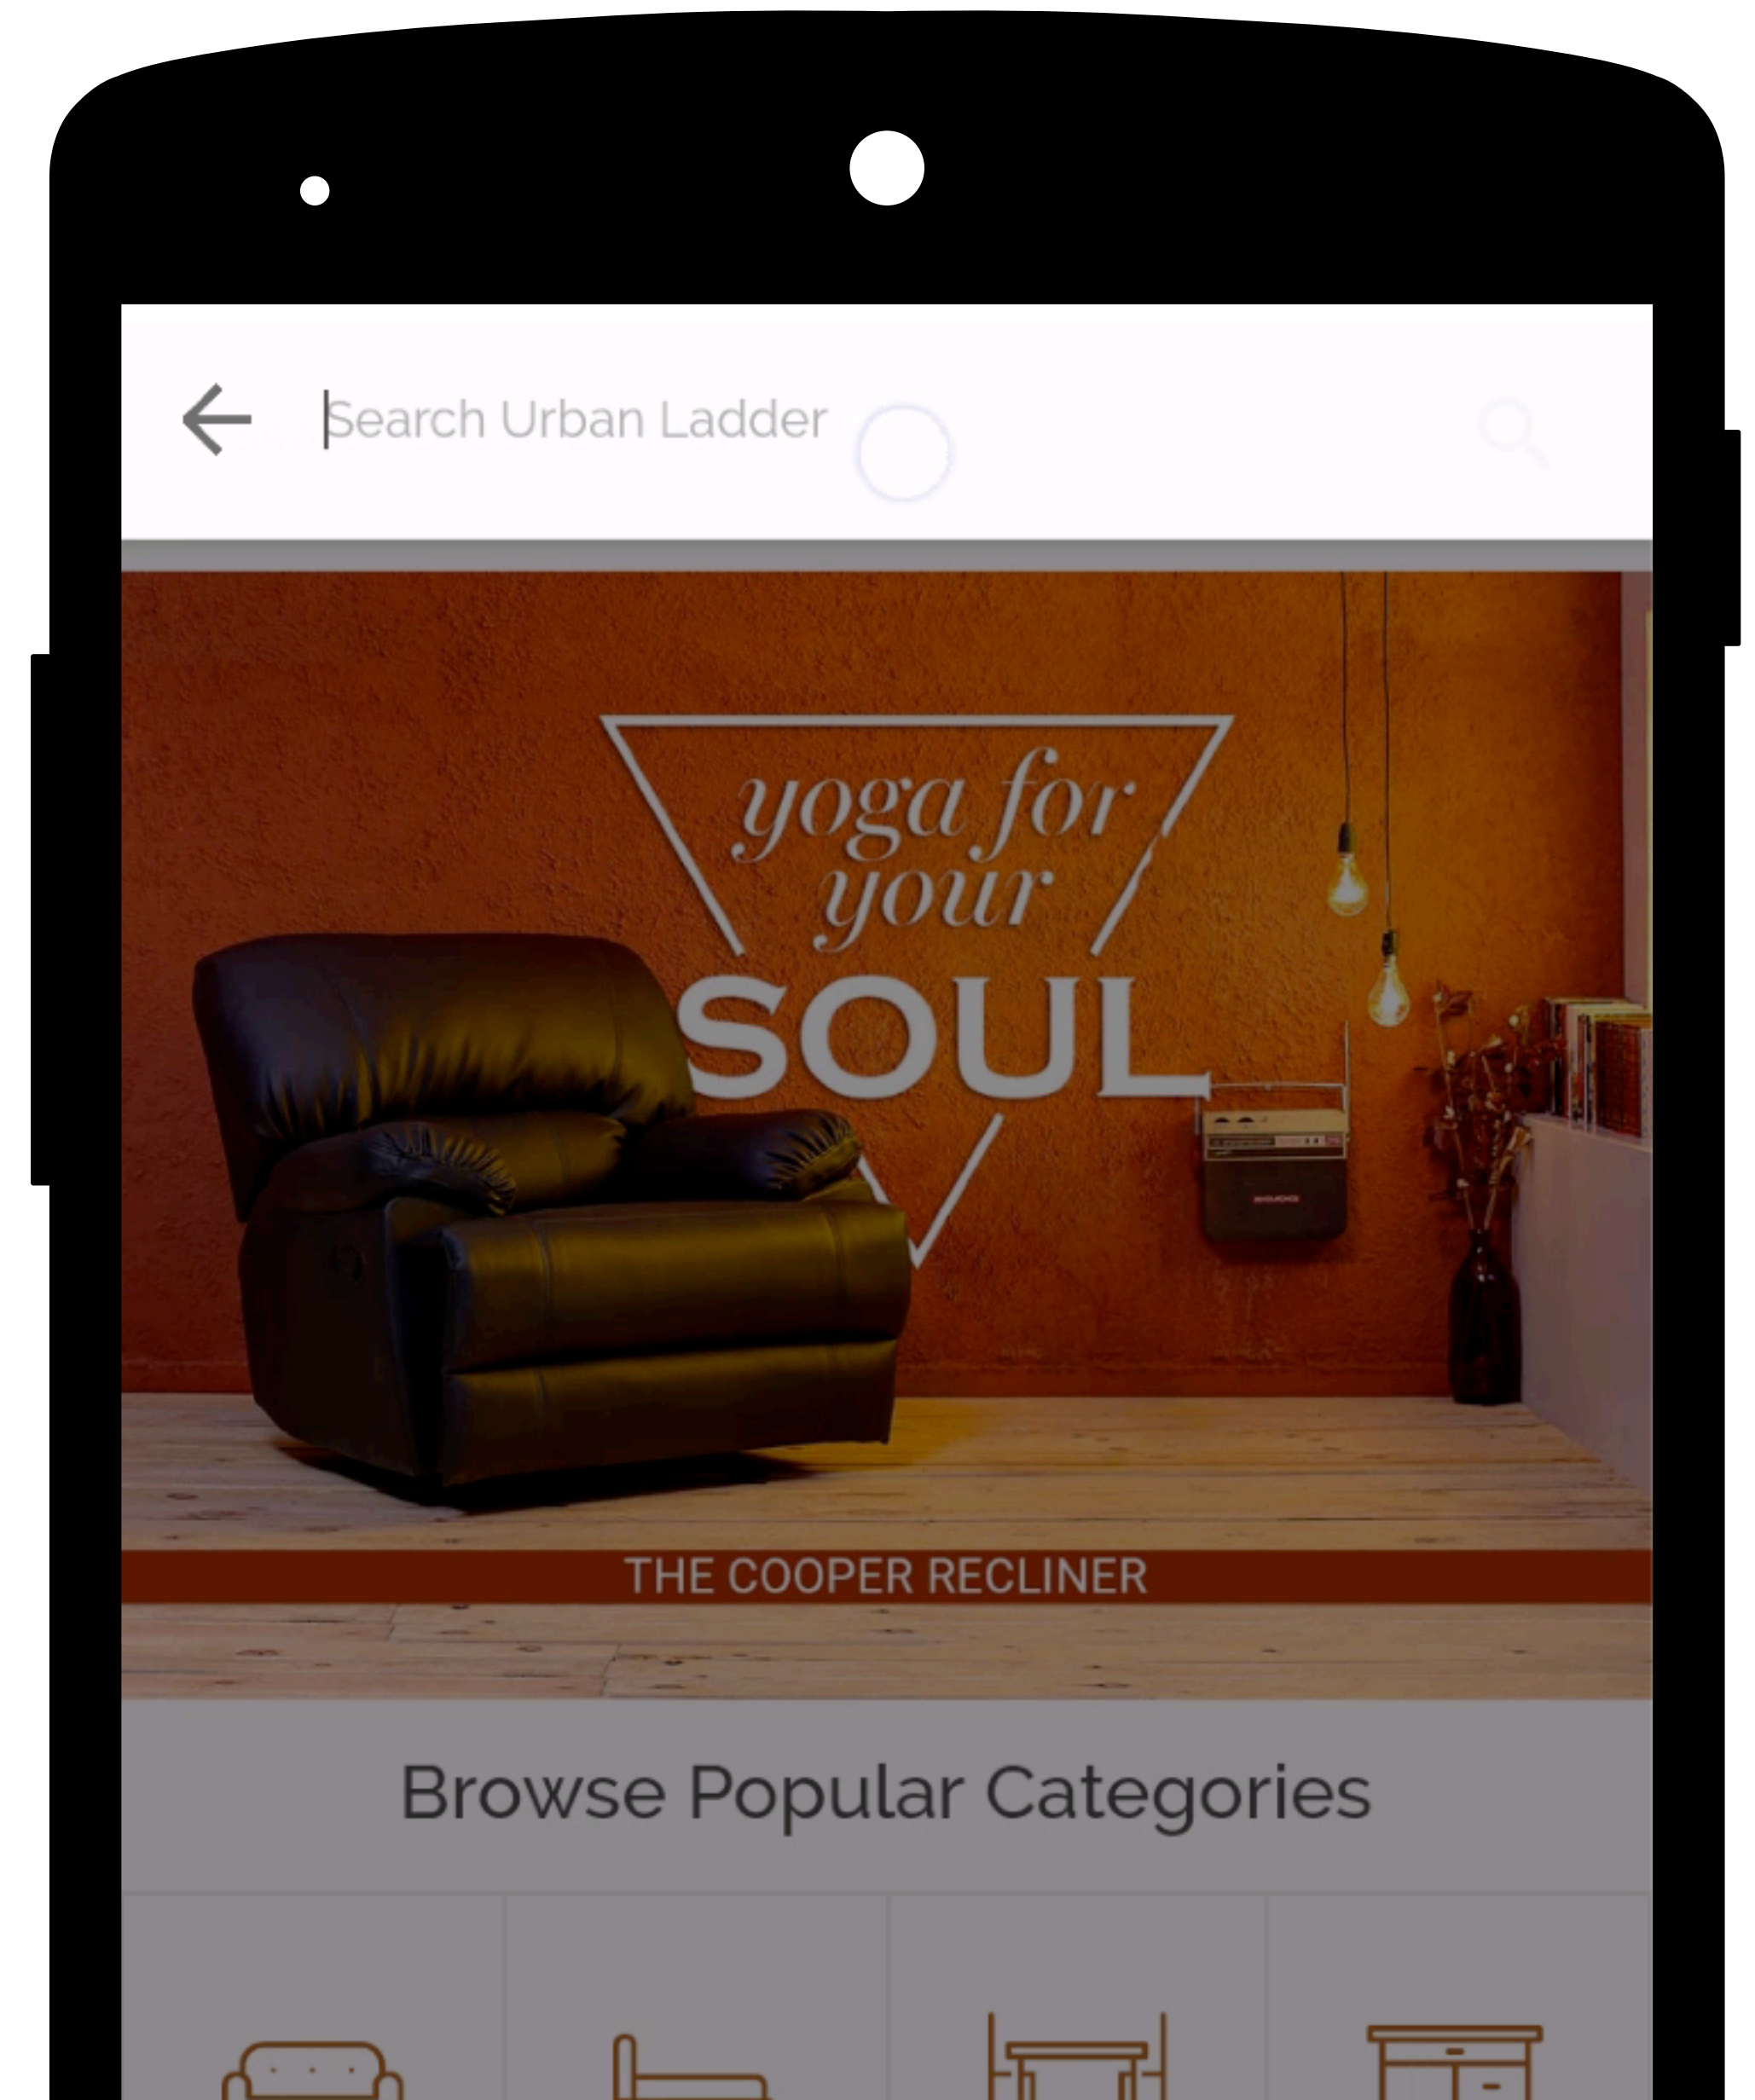 Search Urban Ladder
yoga for
your
SOUL
THE COOPER RECLINER
Browse Popular Categories